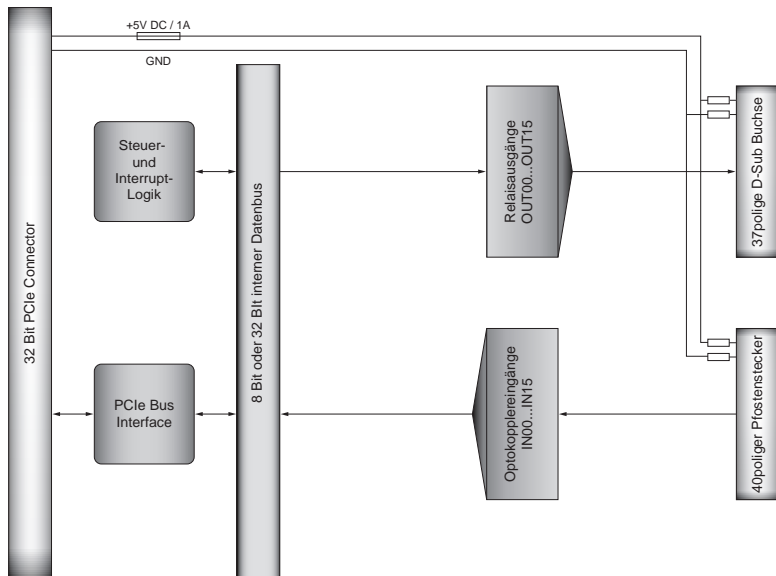 +5V DC / 1A
GND
32 Bit PCIe Connector
Steuer-
und
Interrupt-
Logik
PCIe Bus
Interface
8 Bit oder 32 BIt interner Datenbus
Relaisausgänge
OUT00...OUT15
Optokopplereingänge
IN00...IN15
37polige D-Sub Buchse
40poliger Pfostenstecker